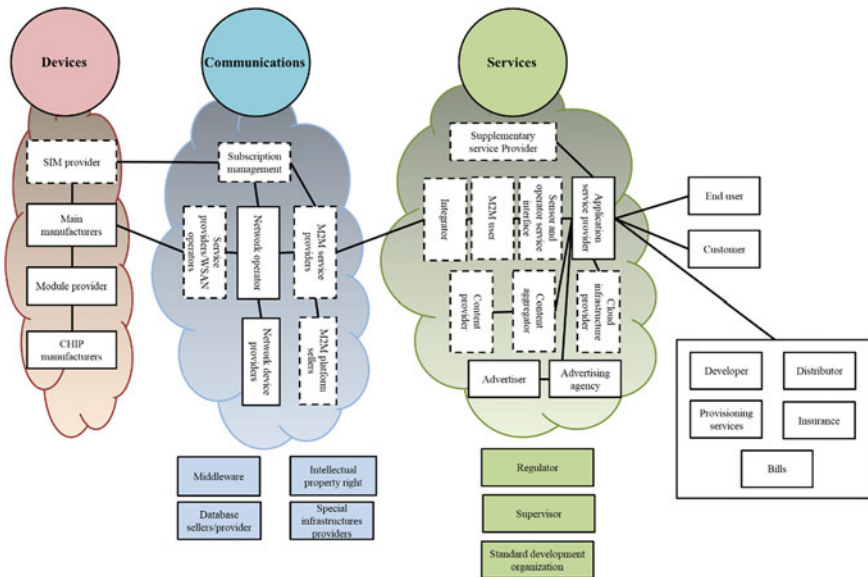 Devices
Communications
Services
SIM provider
Main
manufacturers
Module provider
CHIP
manufacturers
Subscription
management
Service
providers/WSAN
operators
Network operator
M2M service
providers
Network device
providers
M2M platform
sellers
Supplementary
service Provider
Integrator
M2M user
Sensor and
operator service
interface
Application
service provider
Content
provider
Content
aggregator
Cloud
infrastructure
provider
Advertiser
Advertising
agency
End user
Customer
Developer
Distributor
Provisioning
services
Insurance
Bills
Middleware
Intellectual
property right
Database
sellers/provider
Special
infrastructures
providers
Regulator
Supervisor
Standard development
organization